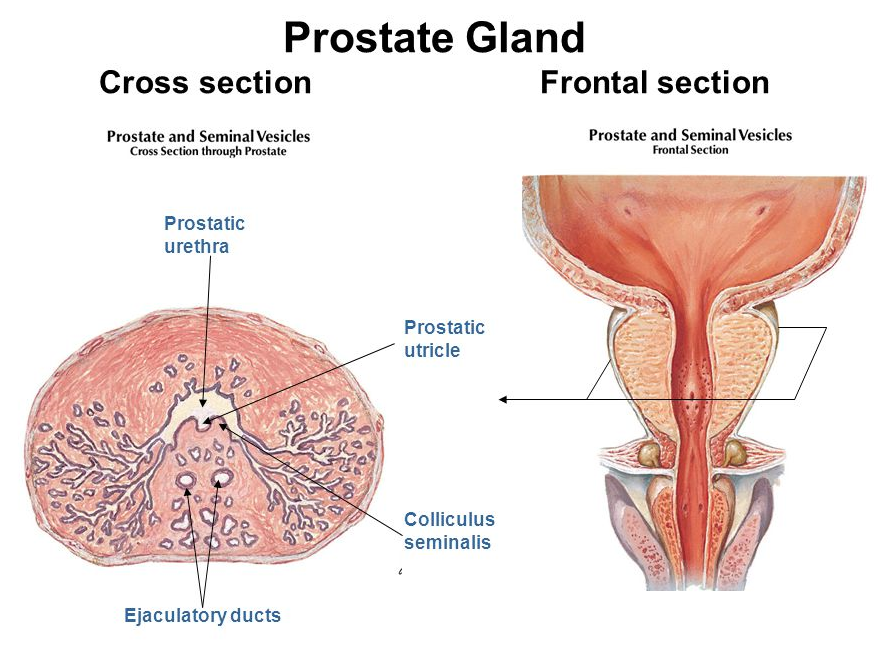 Prostate Gland
Cross section
Frontal section
Prostate and Seminal Vesicles
Cross Section through Prostate
Prostate and Seminal Vesicles
Frontal Section
Prostatic
urethra
Prostatic
utricle
Colliculus
seminalis
Ejaculatory ducts